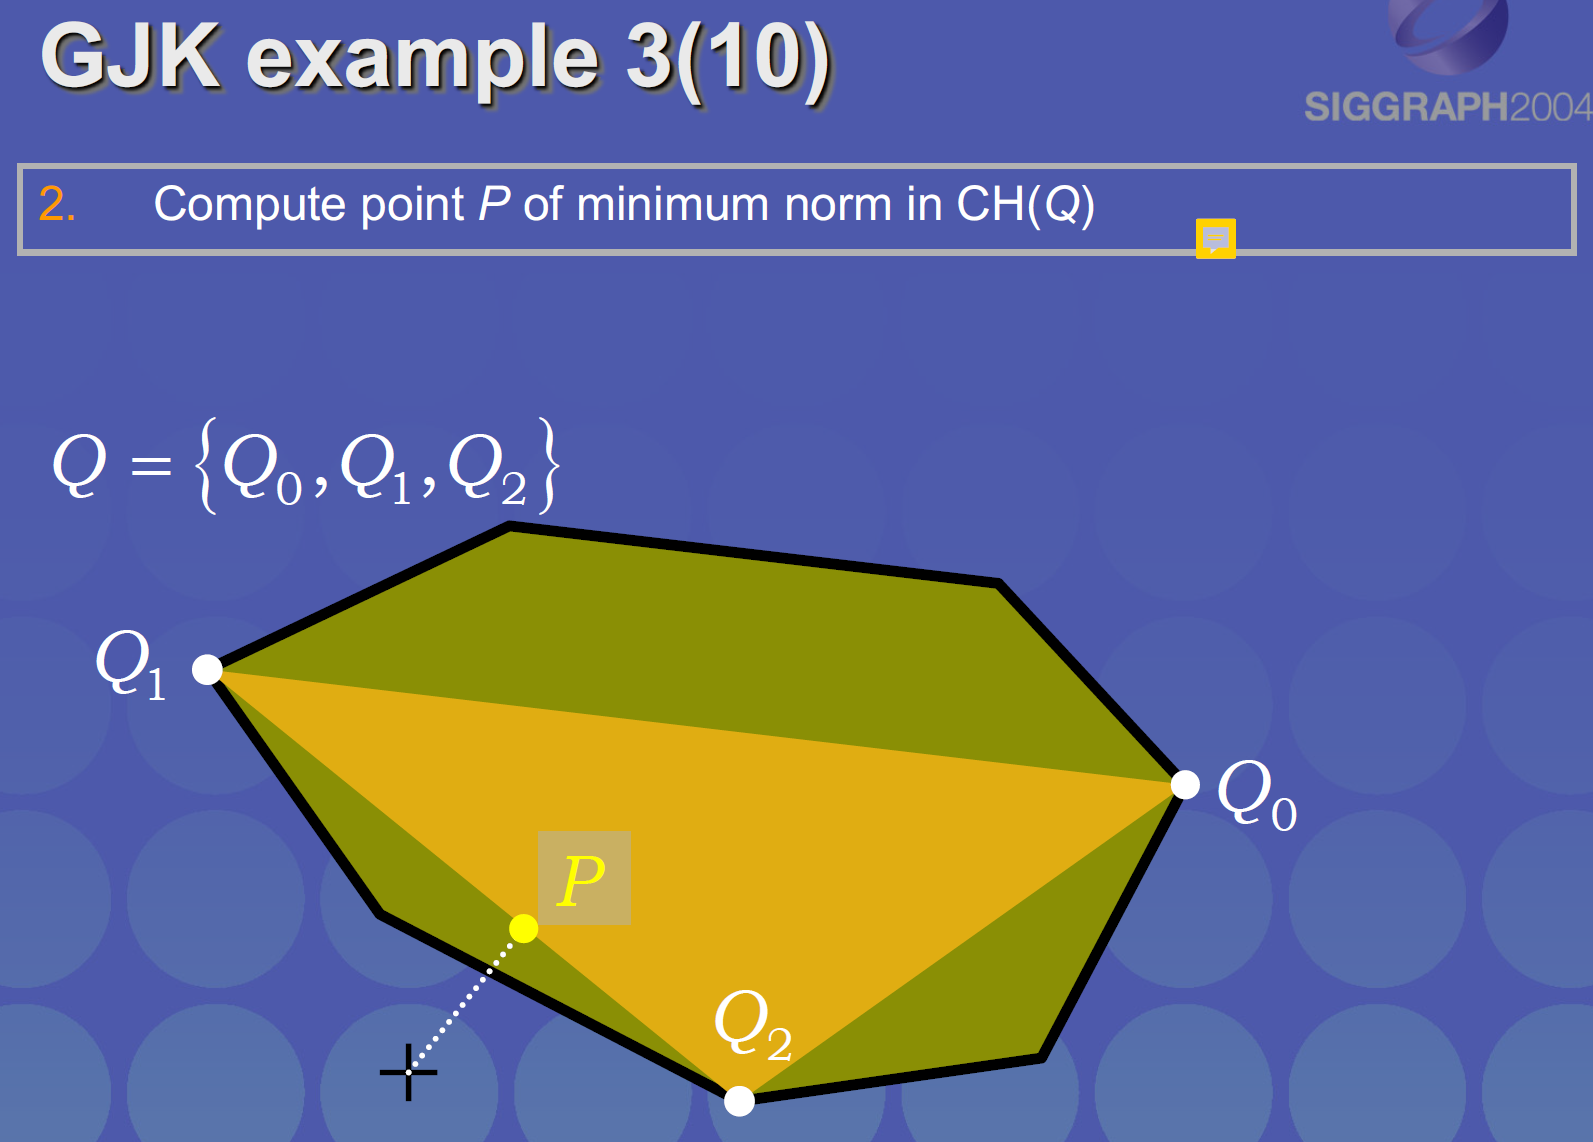 GJK example 3(10)
SIGGRAPH2004
2. Compute point P of minimum norm in CH(Q)
Q = {Q₀, Q₁, Q₂}
Q₁
Q₀
P
Q₂